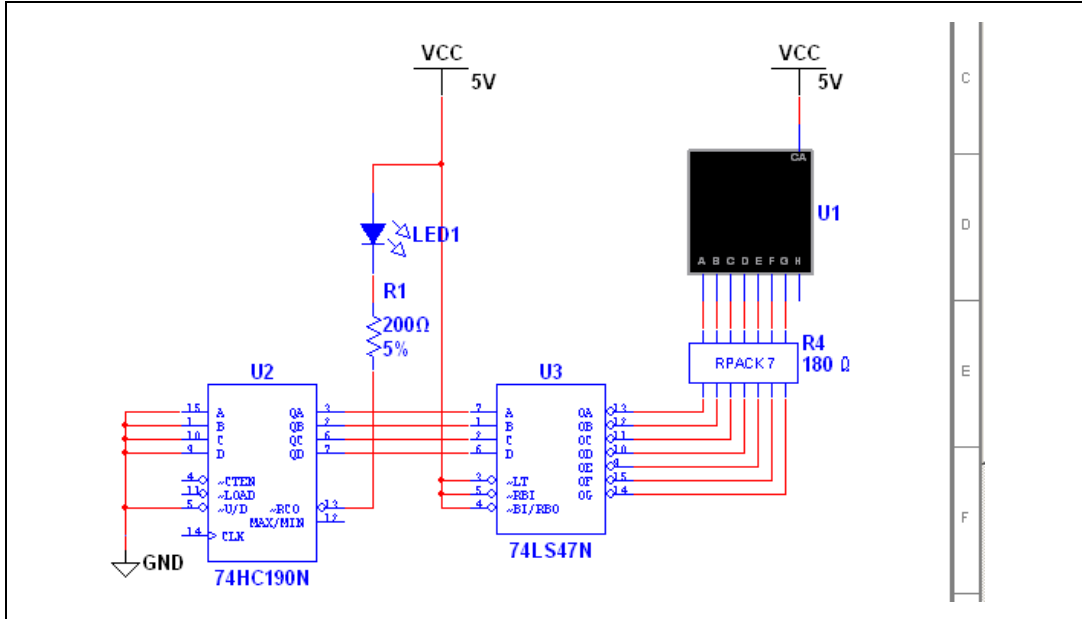 VCC
5V
VCC
5V
C
CA
U1
D
LED1
A B C D E F G H
R1
200Ω
5%
R4
180 Ω
RPACK7
E
U2
U3
15 A QA 3
1 B QB 2
10 C QC 6
9 D QD 7
4 ~CTEN
11 ~LOAD
5 ~U/D ~RCO 13
MAX/MIN 12
14 CLK
74HC190N
7 A OA 13
1 B OB 12
2 C OC 11
6 D OD 10
OE 9
3 ~LT OF 15
5 ~RBI OG 14
4 ~BI/RBO
74LS47N
F
GND